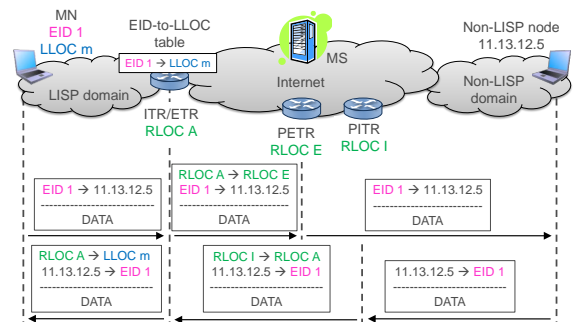 MN
EID 1
LLOC m
EID-to-LLOC
table
EID 1 → LLOC m
MS
Internet
Non-LISP node
11.13.12.5
LISP domain
Non-LISP
domain
ITR/ETR
RLOC A
PETR
RLOC E
PITR
RLOC I
EID 1 → 11.13.12.5
----------------------------
DATA
RLOC A → RLOC E
EID 1 → 11.13.12.5
----------------------------
DATA
EID 1 → 11.13.12.5
----------------------------
DATA
RLOC A → LLOC m
11.13.12.5 → EID 1
----------------------------
DATA
RLOC I → RLOC A
11.13.12.5 → EID 1
----------------------------
DATA
11.13.12.5 → EID 1
----------------------------
DATA